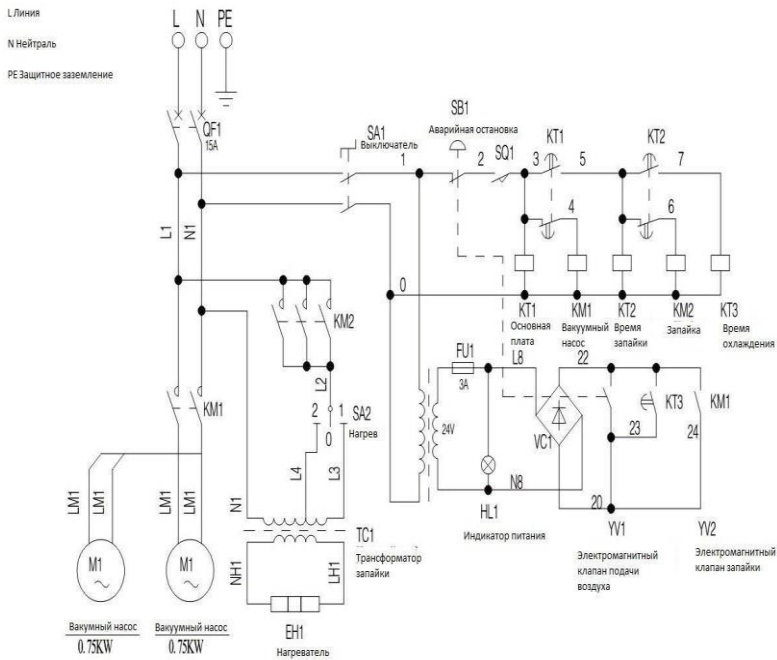 L Линия
N Нейтраль
PE Защитное заземление
L N PE
QF1
15A
SA1
Выключатель
1
SB1
Аварийная остановка
2
SQ1
3
KT1
5
4
KT2
7
6
L1
N1
0
KT1
Основная
плата
KM1
Вакуумный
насос
KT2
Время
запайки
KM2
Запайка
KT3
Время
охлаждения
KM2
L2
2
1
0
SA2
Нагрев
L4
L3
KM1
LM1
LM1
LM1
LM1
M1
~
M1
~
Вакумный насос
0.75KW
Вакуумный насос
0.75KW
N1
TC1
Трансформатор
запайки
NH1
LH1
EH1
Нагреватель
FU1
3A
24V
L8
N8
HL1
Индикатор питания
VC1
22
KT3
23
KM1
24
20
YV1
Электромагнитный
клапан подачи
воздуха
YV2
Электромагнитный
клапан запайки